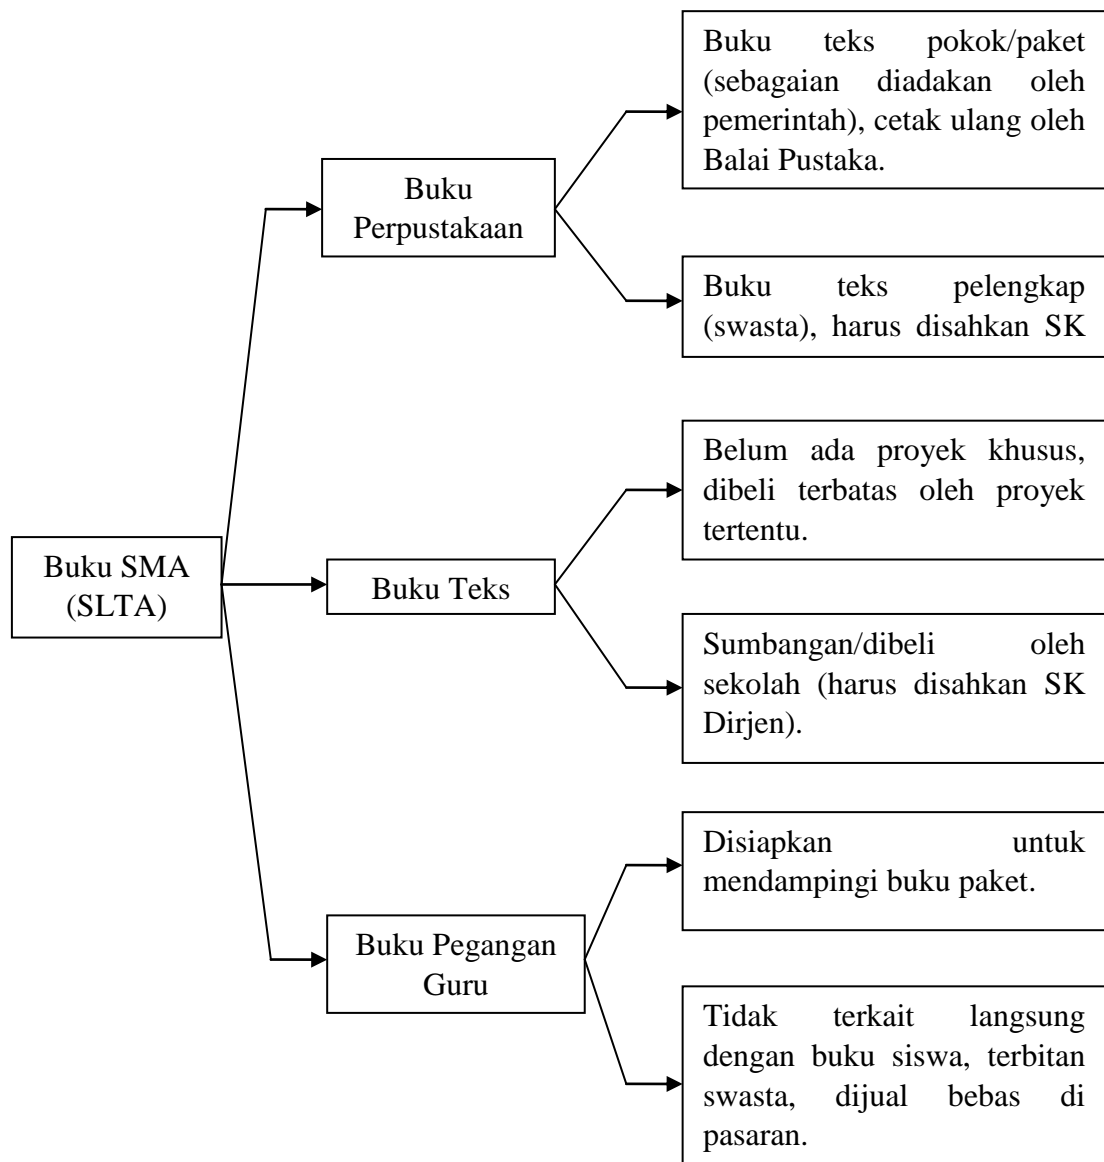 Buku teks pokok/paket
(sebagaian diadakan oleh
pemerintah), cetak ulang oleh
Balai Pustaka.
Buku
Perpustakaan
Buku teks pelengkap
(swasta), harus disahkan SK
Belum ada proyek khusus,
dibeli terbatas oleh proyek
tertentu.
Buku SMA
(SLTA)
Buku Teks
Sumbangan/dibeli oleh
sekolah (harus disahkan SK
Dirjen).
Disiapkan untuk
mendampingi buku paket.
Buku Pegangan
Guru
Tidak terkait langsung
dengan buku siswa, terbitan
swasta, dijual bebas di
pasaran.